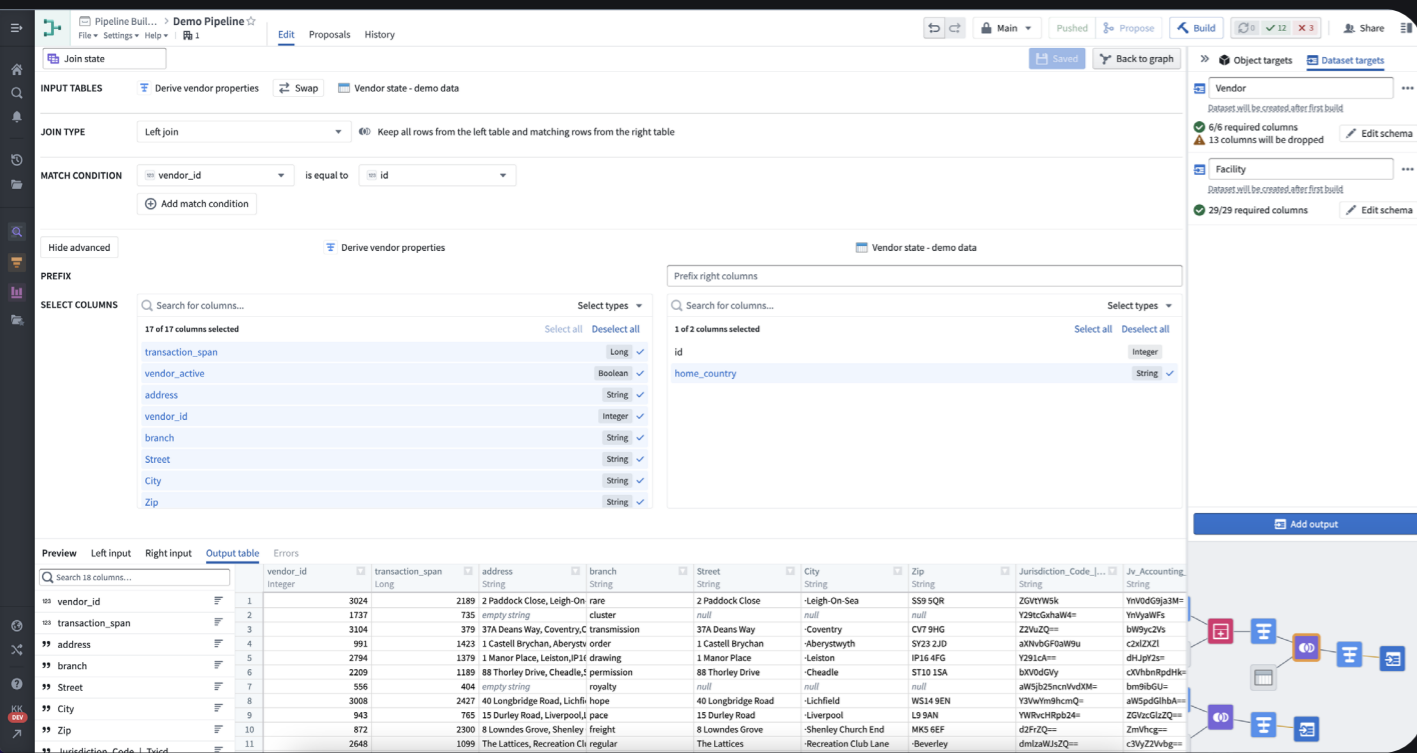 Pipeline Buil... > Demo Pipeline
File Settings Help 1
Edit Proposals History
Main Pushed Propose Build 0 12 3 Share
Join state
Saved Back to graph
INPUT TABLES Derive vendor properties Swap Vendor state - demo data
JOIN TYPE Left join Keep all rows from the left table and matching rows from the right table
MATCH CONDITION vendor_id is equal to id
Add match condition
Hide advanced Derive vendor properties Vendor state - demo data
PREFIX Prefix right columns
SELECT COLUMNS Search for columns... Select types Search for columns... Select types
17 of 17 columns selected Select all Deselect all 1 of 2 columns selected Select all Deselect all
transaction_span Long id Integer
vendor_active Boolean home_country String
address String
vendor_id Integer
branch String
Street String
City String
Zip String
Object targets Dataset targets
Vendor
Dataset will be created after first build
6/6 required columns
13 columns will be dropped
Edit schema
Facility
Dataset will be created after first build
29/29 required columns Edit schema
Add output
Preview Left input Right input Output table Errors
Search 18 columns...
123 vendor_id
123 transaction_span
address
branch
Street
City
Zip
Jurisdiction_Code_|_Txjcd
vendor_id transaction_span address branch Street City Zip Jurisdiction_Code_|... Jv_Accounting_
Integer Long String String String String String String String
1 3024 2189 2 Paddock Close, Leigh-On- rare 2 Paddock Close ·Leigh-On-Sea SS9 5QR ZGVtYW5k YnV0dG9ja3M=
2 1737 735 empty string cluster null null null Y29tcGxhaW4= YnVyaWFs
3 3104 379 37A Deans Way, Coventry,C transmission 37A Deans Way ·Coventry CV7 9HG Z2VuZQ== bW9yc2Vs
4 991 1423 1 Castell Brychan, Aberystw order 1 Castell Brychan ·Aberystwyth SY23 2JD aXNvbGF0aW9u c2xlZXZl
5 2794 1379 1 Manor Place, Leiston,IP16 drawing 1 Manor Place ·Leiston IP16 4FG Y291cA== dHJpY2s=
6 2209 1189 88 Thorley Drive, Cheadle,S permission 88 Thorley Drive ·Cheadle ST10 1SA bXV0dGVy cXVhbnRpdHk=
7 556 404 empty string royalty null null null aW5jb25ncnVvdXM= bm9ibGU=
8 3008 2427 40 Longbridge Road, Lichfi hope 40 Longbridge Road ·Lichfield WS14 9EN Y3VwYm9hcmQ= aW5pdGlhbA==
9 943 765 15 Durley Road, Liverpool,L pace 15 Durley Road ·Liverpool L9 9AN YWRvcHRpb24= ZGVzcGlzZQ==
10 872 2300 8 Lowndes Grove, Shenley freight 8 Lowndes Grove ·Shenley Church End MK5 6EF d2FrZQ== ZmVhcg==
11 2648 1099 The Lattices, Recreation Cl regular The Lattices ·Recreation Club Lane ·Beverley dmlzaWJsZQ== c3VyZ2Vvbg==
KK
DEV